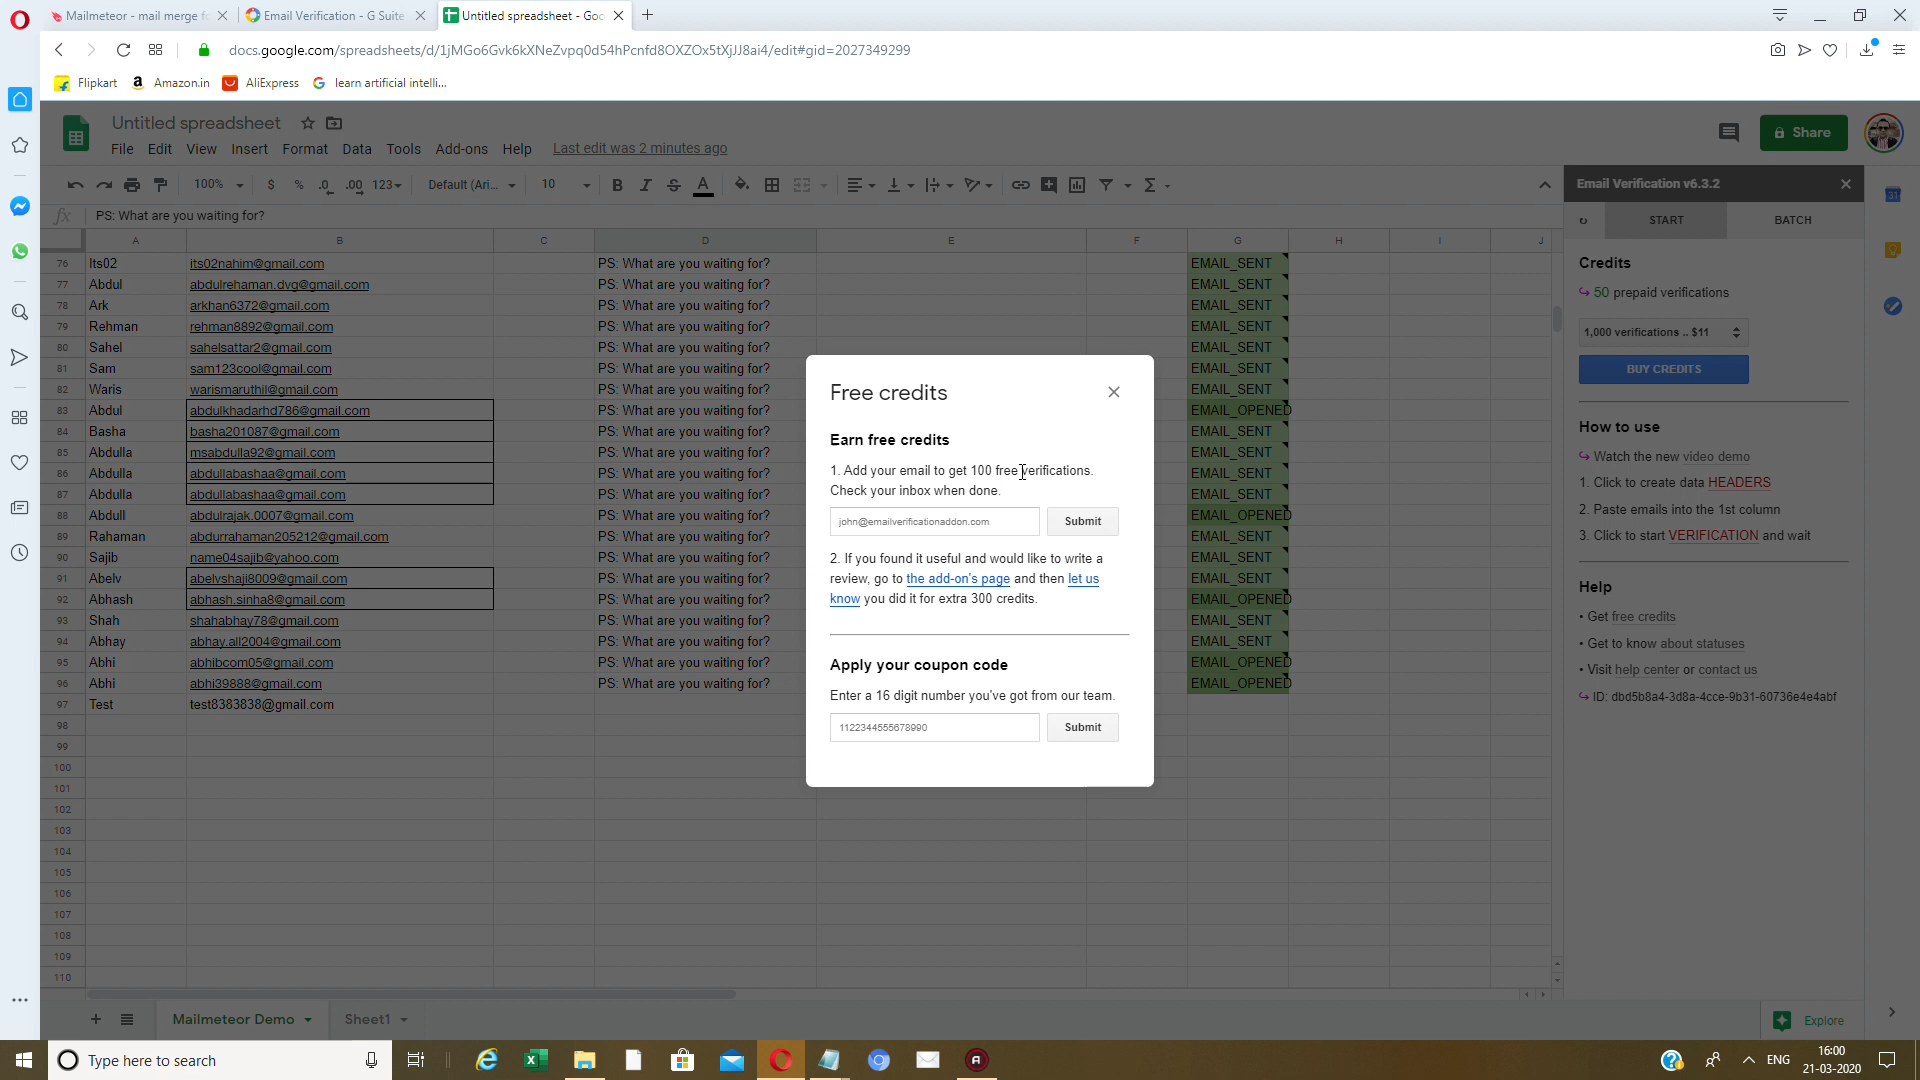 Mailmeteor - mail merge f
Email Verification - G Suite
Untitled spreadsheet - Goo
docs.google.com/spreadsheets/d/1jMGo6Gvk6kXNeZvpq0d54hPcnfd8OXZOx5tXjJJ8ai4/edit#gid=2027349299
Flipkart
Amazon.in
AliExpress
learn artificial intelli...
Untitled spreadsheet
File Edit View Insert Format Data Tools Add-ons Help Last edit was 2 minutes ago
Share
100% $ % .0 .00 123 Default (Ari... 10 B I S A
fx PS: What are you waiting for?
A B C D E F G H I J
76 Its02 its02nahim@gmail.com PS: What are you waiting for? EMAIL_SENT
77 Abdul abdulrehaman.dvg@gmail.com PS: What are you waiting for? EMAIL_SENT
78 Ark arkhan6372@gmail.com PS: What are you waiting for? EMAIL_SENT
79 Rehman rehman8892@gmail.com PS: What are you waiting for? EMAIL_SENT
80 Sahel sahelsattar2@gmail.com PS: What are you waiting for? EMAIL_SENT
81 Sam sam123cool@gmail.com PS: What are you waiting for? EMAIL_SENT
82 Waris warismaruthil@gmail.com PS: What are you waiting for? EMAIL_SENT
83 Abdul abdulkhadarhd786@gmail.com PS: What are you waiting for? EMAIL_OPENED
84 Basha basha201087@gmail.com PS: What are you waiting for? EMAIL_SENT
85 Abdulla msabdulla92@gmail.com PS: What are you waiting for? EMAIL_SENT
86 Abdulla abdullabashaa@gmail.com PS: What are you waiting for? EMAIL_SENT
87 Abdulla abdullabashaa@gmail.com PS: What are you waiting for? EMAIL_SENT
88 Abdull abdulrajak.0007@gmail.com PS: What are you waiting for? EMAIL_OPENED
89 Rahaman abdurrahaman205212@gmail.com PS: What are you waiting for? EMAIL_SENT
90 Sajib name04sajib@yahoo.com PS: What are you waiting for? EMAIL_SENT
91 Abelv abelvshaji8009@gmail.com PS: What are you waiting for? EMAIL_SENT
92 Abhash abhash.sinha8@gmail.com PS: What are you waiting for? EMAIL_OPENED
93 Shah shahabhay78@gmail.com PS: What are you waiting for? EMAIL_SENT
94 Abhay abhay.all2004@gmail.com PS: What are you waiting for? EMAIL_SENT
95 Abhi abhibcom05@gmail.com PS: What are you waiting for? EMAIL_OPENED
96 Abhi abhi39888@gmail.com PS: What are you waiting for? EMAIL_OPENED
97 Test test8383838@gmail.com
98
99
100
101
102
103
104
105
106
107
108
109
110
Free credits
Earn free credits
1. Add your email to get 100 free verifications.
Check your inbox when done.
john@emailverificationaddon.com Submit
2. If you found it useful and would like to write a
review, go to the add-on's page and then let us
know you did it for extra 300 credits.
Apply your coupon code
Enter a 16 digit number you've got from our team.
1122344555678990 Submit
Email Verification v6.3.2
START BATCH
Credits
50 prepaid verifications
1,000 verifications .. $11
BUY CREDITS
How to use
Watch the new video demo
1. Click to create data HEADERS
2. Paste emails into the 1st column
3. Click to start VERIFICATION and wait
Help
• Get free credits
• Get to know about statuses
• Visit help center or contact us
ID: dbd5b8a4-3d8a-4cce-9b31-60736e4e4abf
31
Mailmeteor Demo
Sheet1
Explore
Type here to search
ENG
16:00
21-03-2020